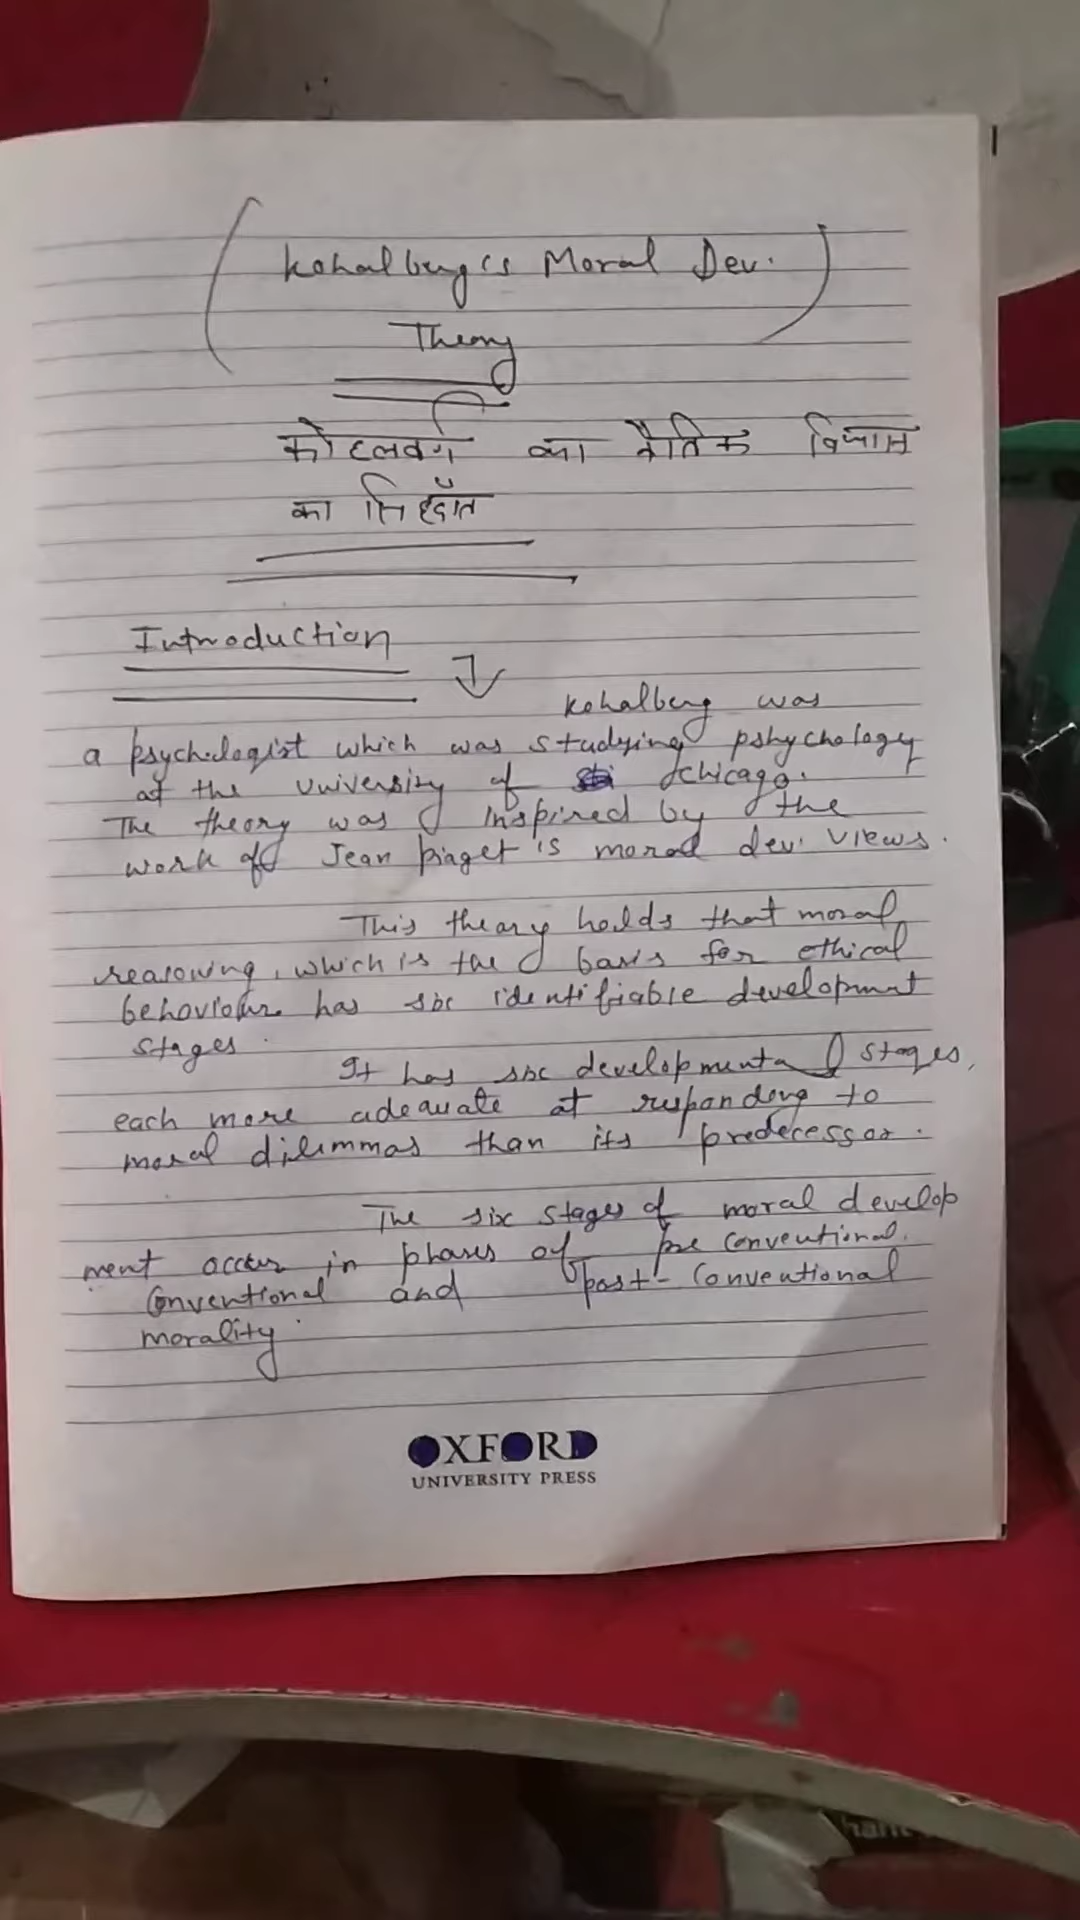 (Kohalberg's Moral Dev.)
Theory
कोहलवर्ग का नैतिक विकास
का सिद्दाँत
Introduction
Kohalberg was
a psychologist which was studying pshychology
at the University of Chicago.
The theory was inspired by the
work of Jean piaget's moral dev. views.
This theory holds that moral
reasoning, which is the basis for ethical
behaviour has six identifiable development
stages.
It has six developmental stages,
each more adequate at responding to
moral dilemmas than its predecessor.
The six stages of moral develop
ment occur in phases of pre conventional.
Conventional and post-Conventional
morality.
OXFORD
UNIVERSITY PRESS